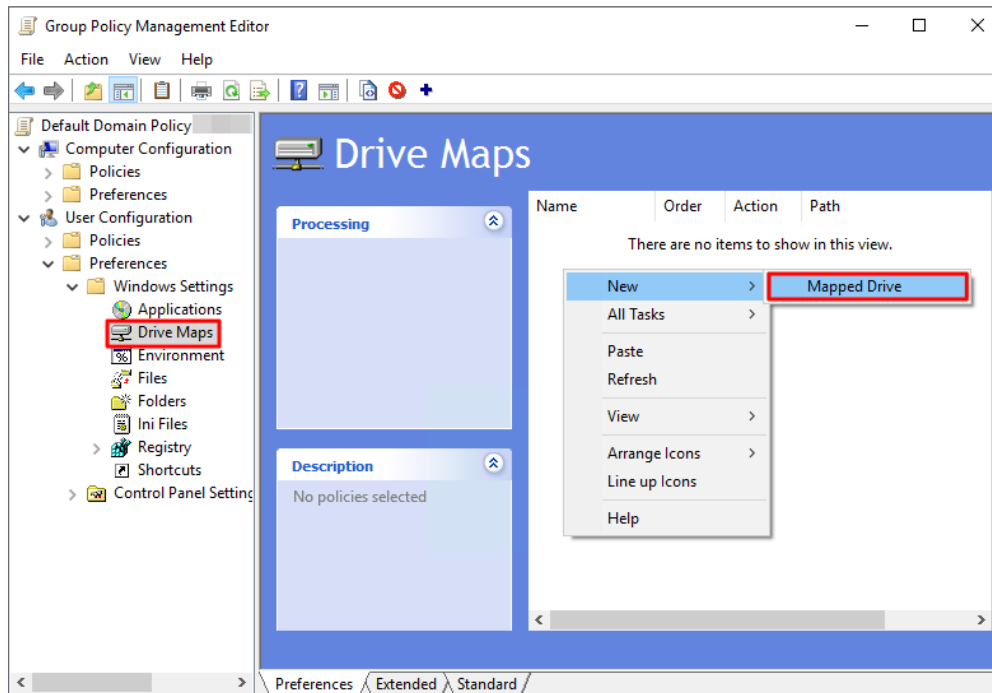 Group Policy Management Editor
File Action View Help
Default Domain Policy
Computer Configuration
Policies
Preferences
User Configuration
Policies
Preferences
Windows Settings
Applications
Drive Maps
Environment
Files
Folders
Ini Files
Registry
Shortcuts
Control Panel Setting
Drive Maps
Processing
Description
No policies selected
Name Order Action Path
There are no items to show in this view.
New
Mapped Drive
All Tasks
Paste
Refresh
View
Arrange Icons
Line up Icons
Help
Preferences Extended Standard